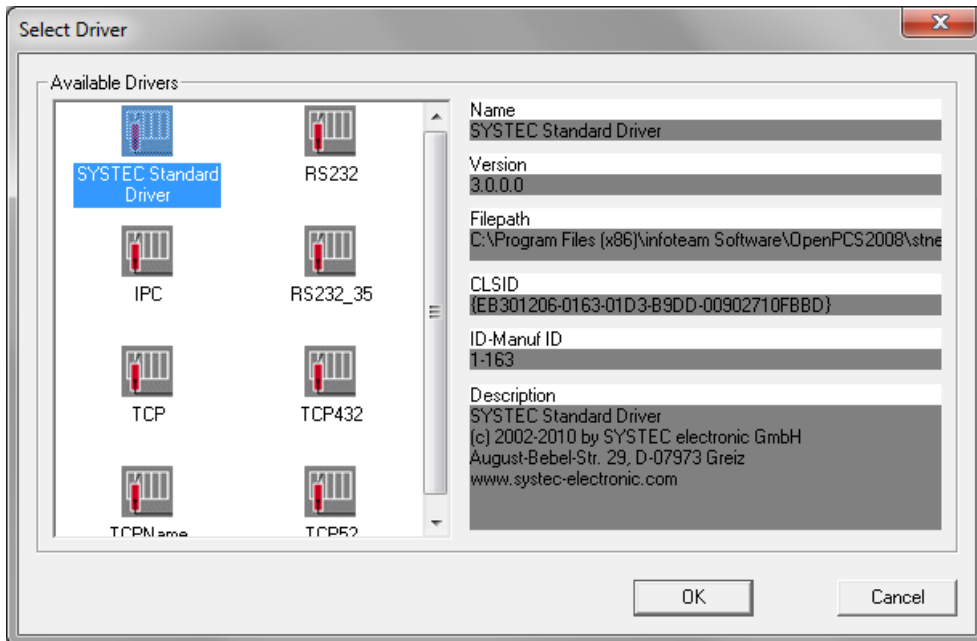 Select Driver
Available Drivers
SYSTEC Standard
Driver
RS232
IPC
RS232_35
TCP
TCP432
TCPName
TCP52
Name
SYSTEC Standard Driver
Version
3.0.0.0
Filepath
C:\Program Files (x86)\infoteam Software\OpenPCS2008\stne
CLSID
{EB301206-0163-01D3-B9DD-00902710FBBD}
ID-Manuf ID
1-163
Description
SYSTEC Standard Driver
(c) 2002-2010 by SYSTEC electronic GmbH
August-Bebel-Str. 29, D-07973 Greiz
www.systec-electronic.com
OK
Cancel